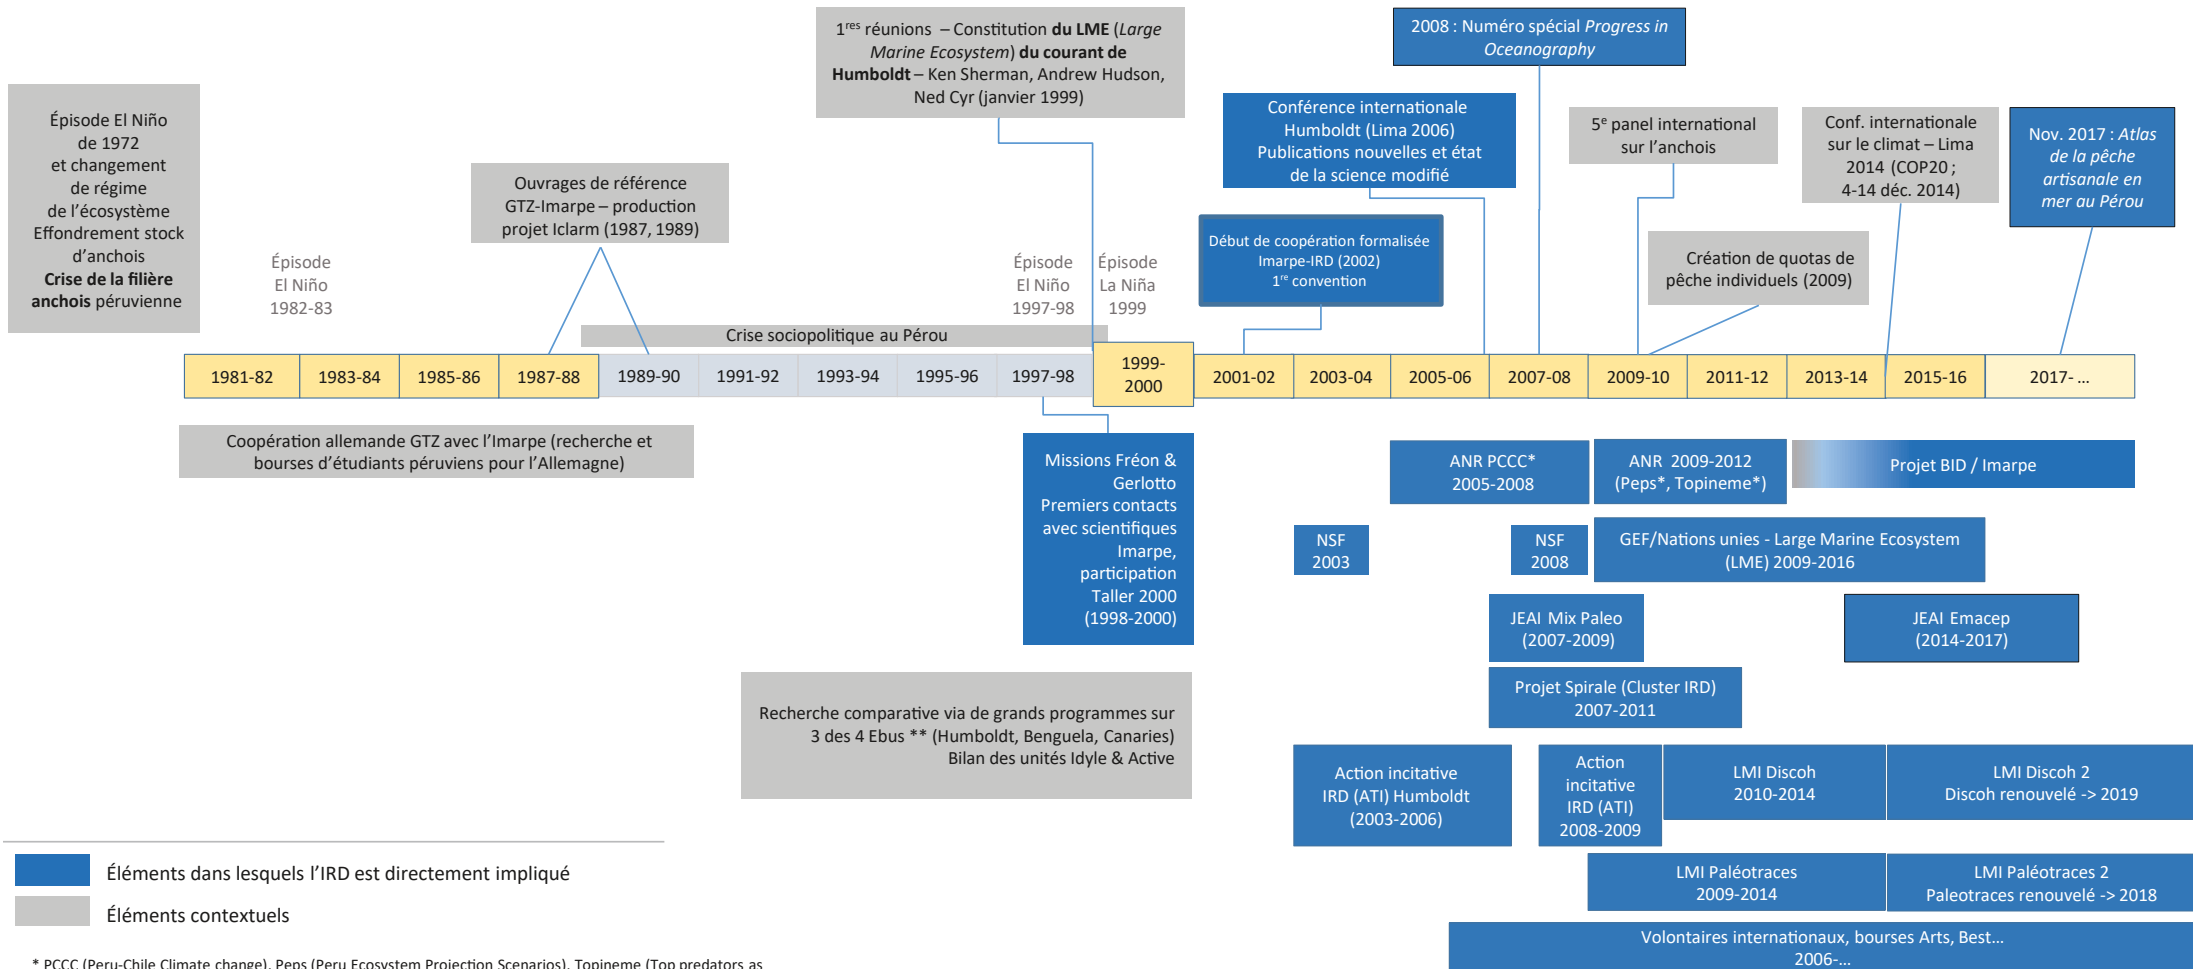 Épisode El Niño
de 1972
et changement
de régime
de l'écosystème
Effondrement stock
d'anchois
Crise de la filière
anchois péruvienne
Épisode
El Niño
1982-83
Ouvrages de référence
GTZ-Imarpe – production
projet Iclarm (1987, 1989)
1res réunions – Constitution du LME (Large
Marine Ecosystem) du courant de
Humboldt – Ken Sherman, Andrew Hudson,
Ned Cyr (janvier 1999)
Épisode
El Niño
1997-98
Épisode
La Niña
1999
Crise sociopolitique au Pérou
2008 : Numéro spécial Progress in
Oceanography
Conférence internationale
Humboldt (Lima 2006)
Publications nouvelles et état
de la science modifié
Début de coopération formalisée
Imarpe-IRD (2002)
1re convention
5e panel international
sur l'anchois
Création de quotas de
pêche individuels (2009)
Conf. internationale
sur le climat – Lima
2014 (COP20 ;
4-14 déc. 2014)
Nov. 2017 : Atlas
de la pêche
artisanale en
mer au Pérou
1981-82
1983-84
1985-86
1987-88
1989-90
1991-92
1993-94
1995-96
1997-98
1999-
2000
2001-02
2003-04
2005-06
2007-08
2009-10
2011-12
2013-14
2015-16
2017- ...
Coopération allemande GTZ avec l'Imarpe (recherche et
bourses d'étudiants péruviens pour l'Allemagne)
Missions Fréon &
Gerlotto
Premiers contacts
avec scientifiques
Imarpe,
participation
Taller 2000
(1998-2000)
Recherche comparative via de grands programmes sur
3 des 4 Ebus ** (Humboldt, Benguela, Canaries)
Bilan des unités Idyle & Active
ANR PCCC*
2005-2008
ANR 2009-2012
(Peps*, Topineme*)
Projet BID / Imarpe
NSF
2003
NSF
2008
GEF/Nations unies - Large Marine Ecosystem
(LME) 2009-2016
JEAI Mix Paleo
(2007-2009)
JEAI Emacep
(2014-2017)
Projet Spirale (Cluster IRD)
2007-2011
Action incitative
IRD (ATI) Humboldt
(2003-2006)
Action
incitative
IRD (ATI)
2008-2009
LMI Discoh
2010-2014
LMI Discoh 2
Discoh renouvelé -> 2019
LMI Paléotraces
2009-2014
LMI Paléotraces 2
Paleotraces renouvelé -> 2018
Volontaires internationaux, bourses Arts, Best...
2006-...
Éléments dans lesquels l'IRD est directement impliqué
Éléments contextuels
* PCCC (Peru-Chile Climate change), Peps (Peru Ecosystem Projection Scenarios), Topineme (Top predators as